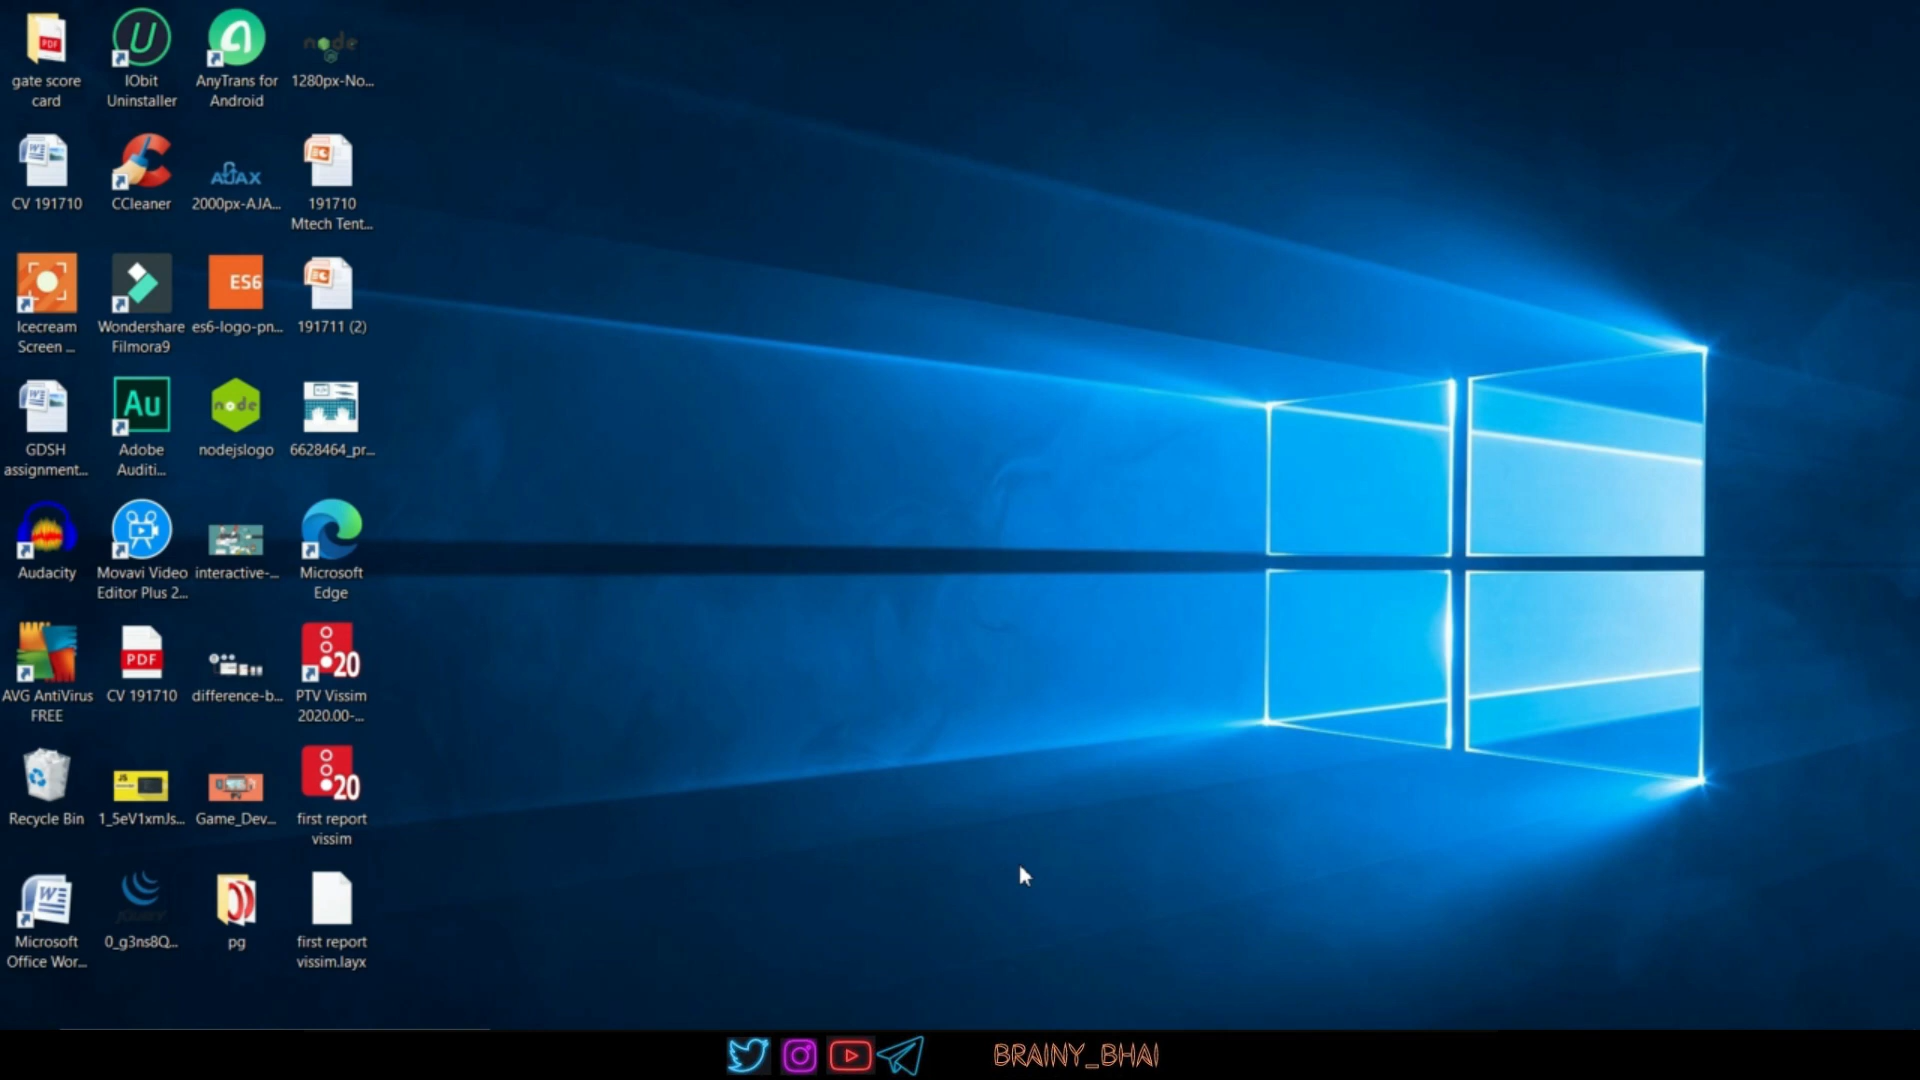 gate score
card
IObit
Uninstaller
AnyTrans for
Android
node
1280px-No...
CV 191710
CCleaner
AJAX
2000px-AJA...
191710
Mtech Tent...
Icecream
Screen ...
Wondershare
Filmora9
ES6
es6-logo-pn...
191711 (2)
GDSH
assignment...
Au
Adobe
Auditi...
node
nodejslogo
6628464_pr...
Audacity
Movavi Video
Editor Plus 2...
interactive-...
Microsoft
Edge
AVG AntiVirus
FREE
PDF
CV 191710
difference-b...
20
PTV Vissim
2020.00-...
Recycle Bin
JS
1_5eV1xmJs...
Game_Dev...
20
first report
vissim
Microsoft
Office Wor...
0_g3ns8Q...
pg
first report
vissim.layx
BRAINY_BHAI